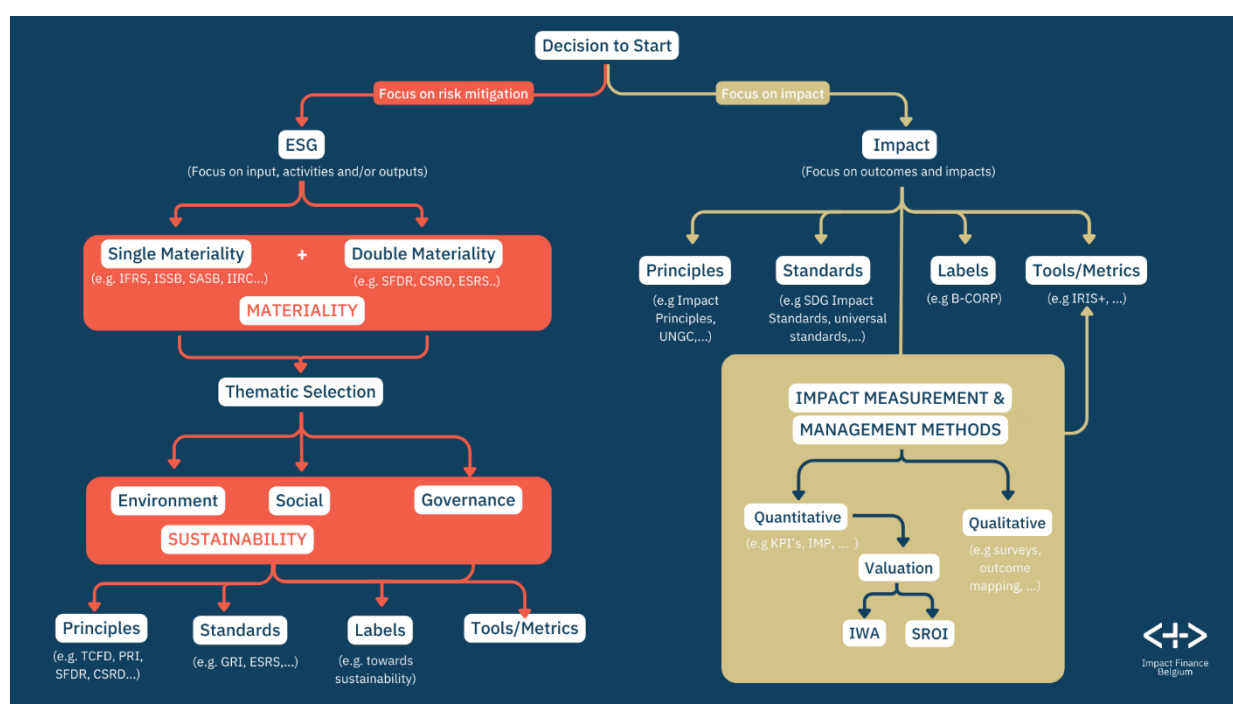 Decision to Start
Focus on risk mitigation
Focus on impact
ESG
(Focus on input, activities and/or outputs)
Impact
(Focus on outcomes and impacts)
Single Materiality
+
Double Materiality
(e.g. IFRS, ISSB, SASB, IIRC...)
(e.g. SFDR, CSRD, ESRS..)
MATERIALITY
Thematic Selection
Environment
Social
Governance
SUSTAINABILITY
Principles
(e.g. TCFD, PRI,
SFDR, CSRD...)
Standards
(e.g. GRI, ESRS,...)
Labels
(e.g. towards
sustainability)
Tools/Metrics
Principles
(e.g Impact
Principles,
UNGC,...)
Standards
(e.g SDG Impact
Standards, universal
standards,...)
Labels
(e.g B-CORP)
Tools/Metrics
(e.g IRIS+, ...)
IMPACT MEASUREMENT &
MANAGEMENT METHODS
Quantitative
(e.g KPI's, IMP, ... )
Valuation
IWA
SROI
Qualitative
(e.g surveys,
outcome
mapping, ...)
Impact Finance
Belgium